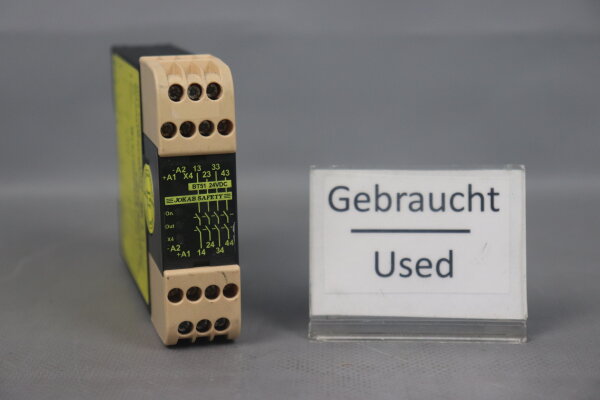 -A2 13 33
+A1 X4 23 43
BT51 24VDC
JOKAB SAFETY
On
Out
X4
-A2 24 44
+A1 14 34
Gebraucht
Used